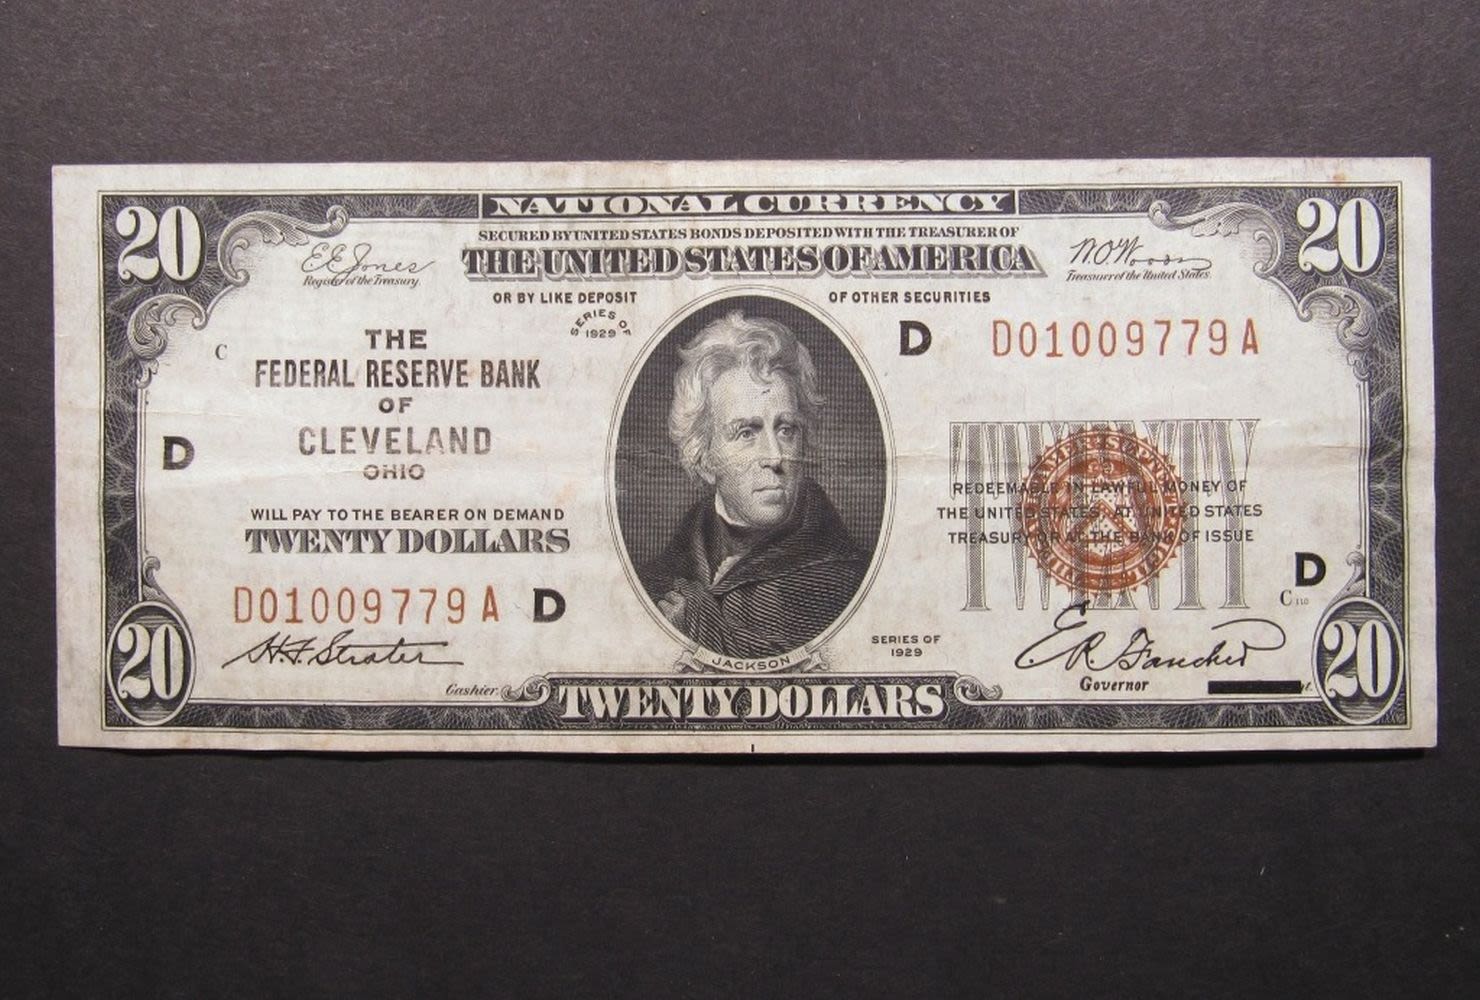 NATIONAL CURRENCY
SECURED BY UNITED STATES BONDS DEPOSITED WITH THE TREASURER OF
THE UNITED STATES OF AMERICA
OR BY LIKE DEPOSIT OF OTHER SECURITIES
20
20
E E Jones
Register of the Treasury
W.O. Woods
Treasurer of the United States.
SERIES OF
1929
D D01009779A
C
THE
FEDERAL RESERVE BANK
OF
CLEVELAND
OHIO
D
WILL PAY TO THE BEARER ON DEMAND
TWENTY DOLLARS
D01009779A D
H.F. Strater
Cashier.
TWENTY
REDEEMABLE IN LAWFUL MONEY OF
THE UNITED STATES AT UNITED STATES
TREASURY OR AT THE BANK OF ISSUE
D
C110
SERIES OF
1929
E.R. Fancher
Governor
JACKSON
20
TWENTY DOLLARS
20